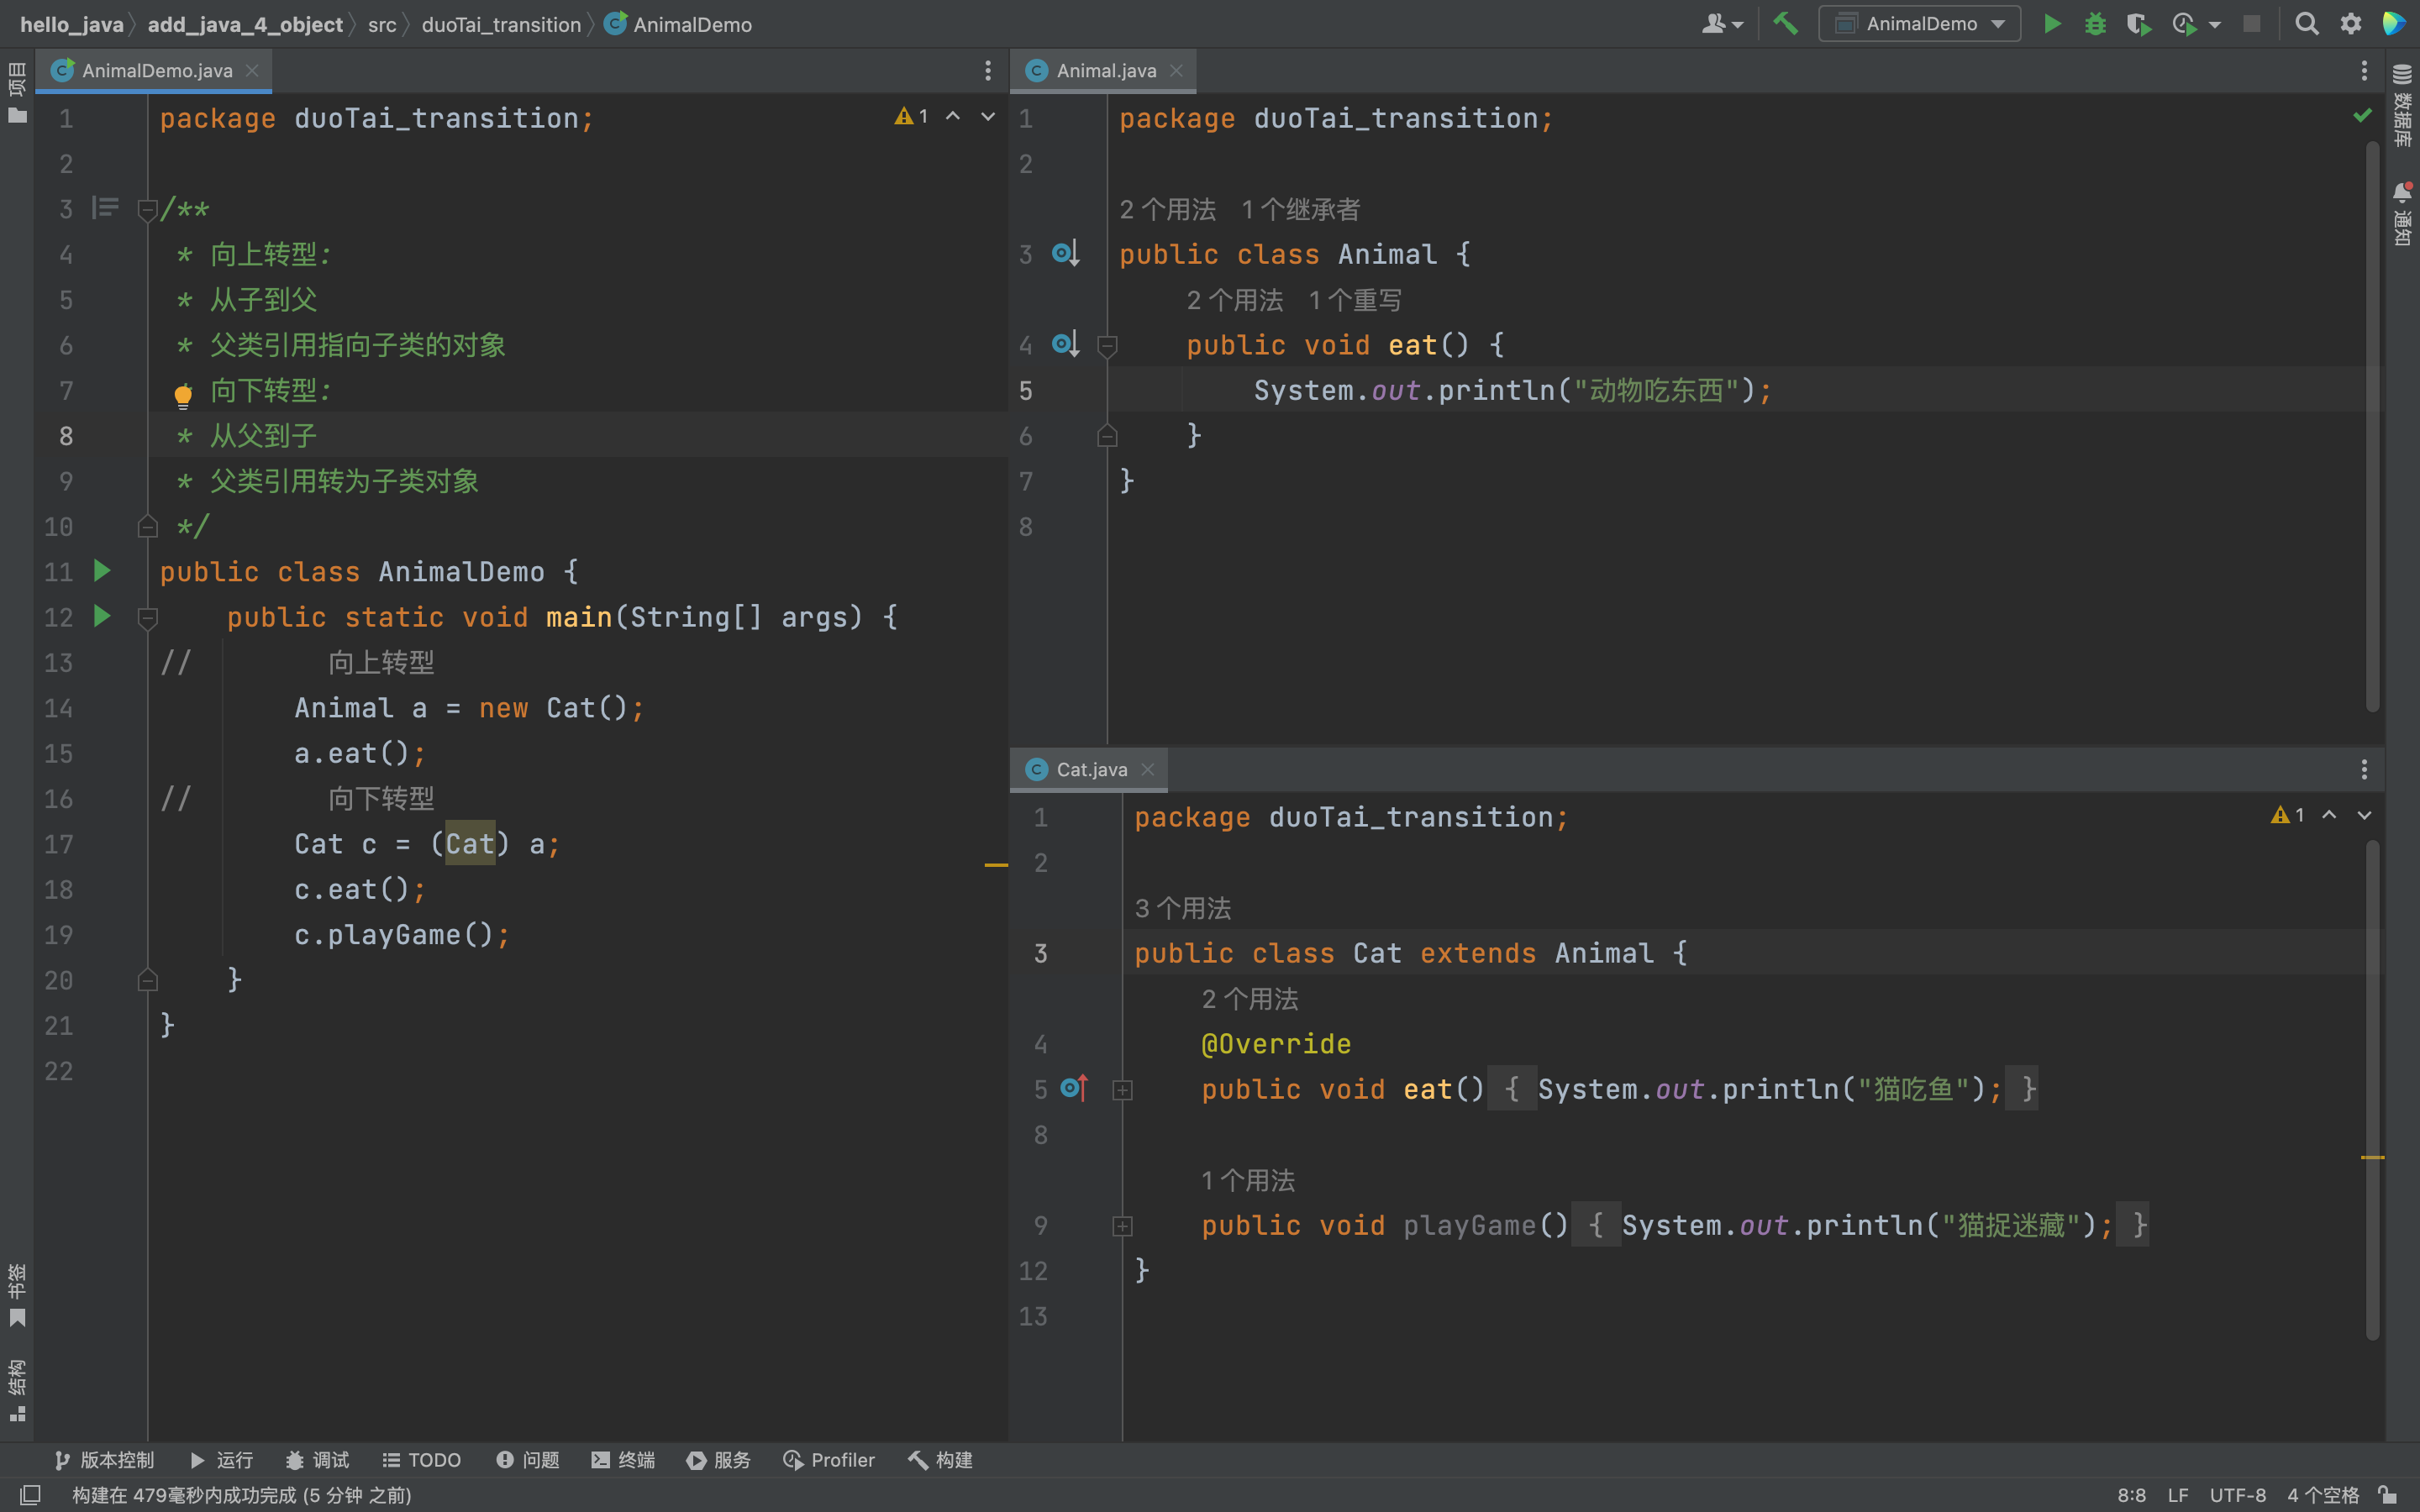 hello_java add_java_4_object src duoTai_transition AnimalDemo
AnimalDemo
项目
AnimalDemo.java
1 package duoTai_transition;
1
2
3 /**
4 * 向上转型:
5 * 从子到父
6 * 父类引用指向子类的对象
7 向下转型:
8 * 从父到子
9 * 父类引用转为子类对象
10 */
11 public class AnimalDemo {
12 public static void main(String[] args) {
13 // 向上转型
14 Animal a = new Cat();
15 a.eat();
16 // 向下转型
17 Cat c = (Cat) a;
18 c.eat();
19 c.playGame();
20 }
21 }
22
Animal.java
1 package duoTai_transition;
2
2 个用法 1 个继承者
3 public class Animal {
2 个用法 1 个重写
4 public void eat() {
5 System.out.println("动物吃东西");
6 }
7 }
8
Cat.java
1 package duoTai_transition;
1
2
3 个用法
3 public class Cat extends Animal {
2 个用法
4 @Override
5 public void eat() { System.out.println("猫吃鱼"); }
8
1 个用法
9 public void playGame() { System.out.println("猫捉迷藏"); }
12 }
13
数据库
通知
书签
结构
版本控制 运行 调试 TODO 问题 终端 服务 Profiler 构建
构建在 479毫秒内成功完成 (5 分钟 之前)
8:8 LF UTF-8 4 个空格